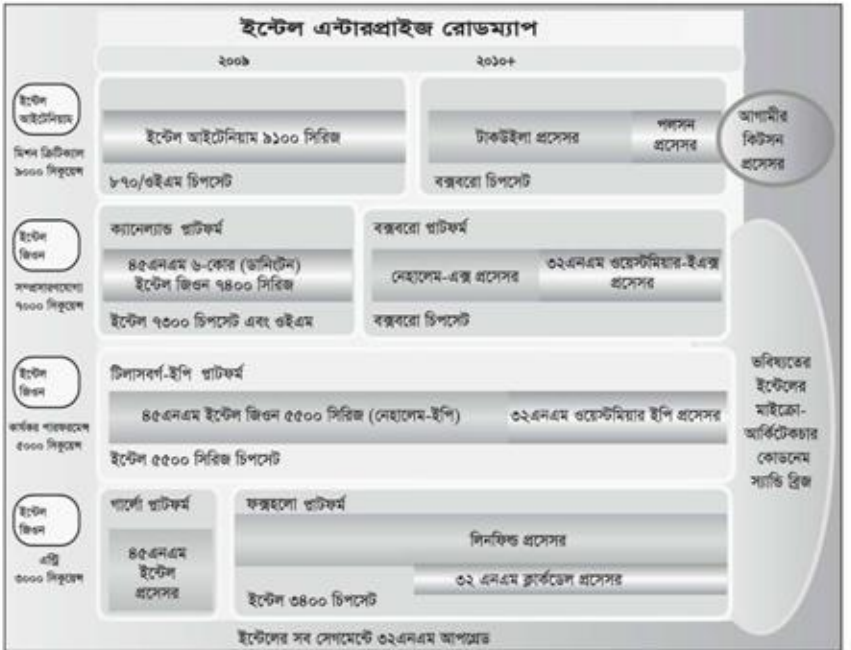 ইন্টেল এন্টারপ্রাইজ রোডম্যাপ
২০০৯
২০১০+
ইন্টেল
আইটেনিয়াম
মিশন ক্রিটিক্যাল
৯০০০ সিকুয়েন্স
ইন্টেল আইটেনিয়াম ৯১০০ সিরিজ
৮৭০/ওইএম চিপসেট
টাকউইলা প্রসেসর
পলসন
প্রসেসর
বক্সবরো চিপসেট
আগামীর
কিটসন
প্রসেসর
ইন্টেল
জিওন
সম্প্রসারণযোগ্য
৭০০০ সিকুয়েন্স
ক্যানেল্যান্ড প্লাটফর্ম
৪৫এনএম ৬-কোর (ডানিংটন)
ইন্টেল জিওন ৭৪০০ সিরিজ
ইন্টেল ৭৩০০ চিপসেট এবং ওইএম
বক্সবরো প্লাটফর্ম
নেহালেম-এক্স প্রসেসর
৩২এনএম ওয়েস্টমিয়ার-ইএক্স
প্রসেসর
বক্সবরো চিপসেট
ইন্টেল
জিওন
কার্যকর পারফরমেন্স
৫০০০ সিকুয়েন্স
টিলাসবর্গ-ইপি প্লাটফর্ম
৪৫এনএম ইন্টেল জিওন ৫৫০০ সিরিজ (নেহালেম-ইপি)
৩২এনএম ওয়েস্টমিয়ার ইপি প্রসেসর
ইন্টেল ৫৫০০ সিরিজ চিপসেট
ভবিষ্যতের
ইন্টেলের
মাইক্রো-
আর্কিটেকচার
কোডনেম
স্যান্ডি ব্রিজ
ইন্টেল
জিওন
এন্ট্রি
৩০০০ সিকুয়েন্স
গার্লো প্লাটফর্ম
৪৫এনএম
ইন্টেল
প্রসেসর
ফক্সহলো প্লাটফর্ম
লিনফিল্ড প্রসেসর
৩২ এনএম ক্লার্কডেল প্রসেসর
ইন্টেল ৩৪০০ চিপসেট
ইন্টেলের সব সেগমেন্টে ৩২এনএম আপগ্রেড